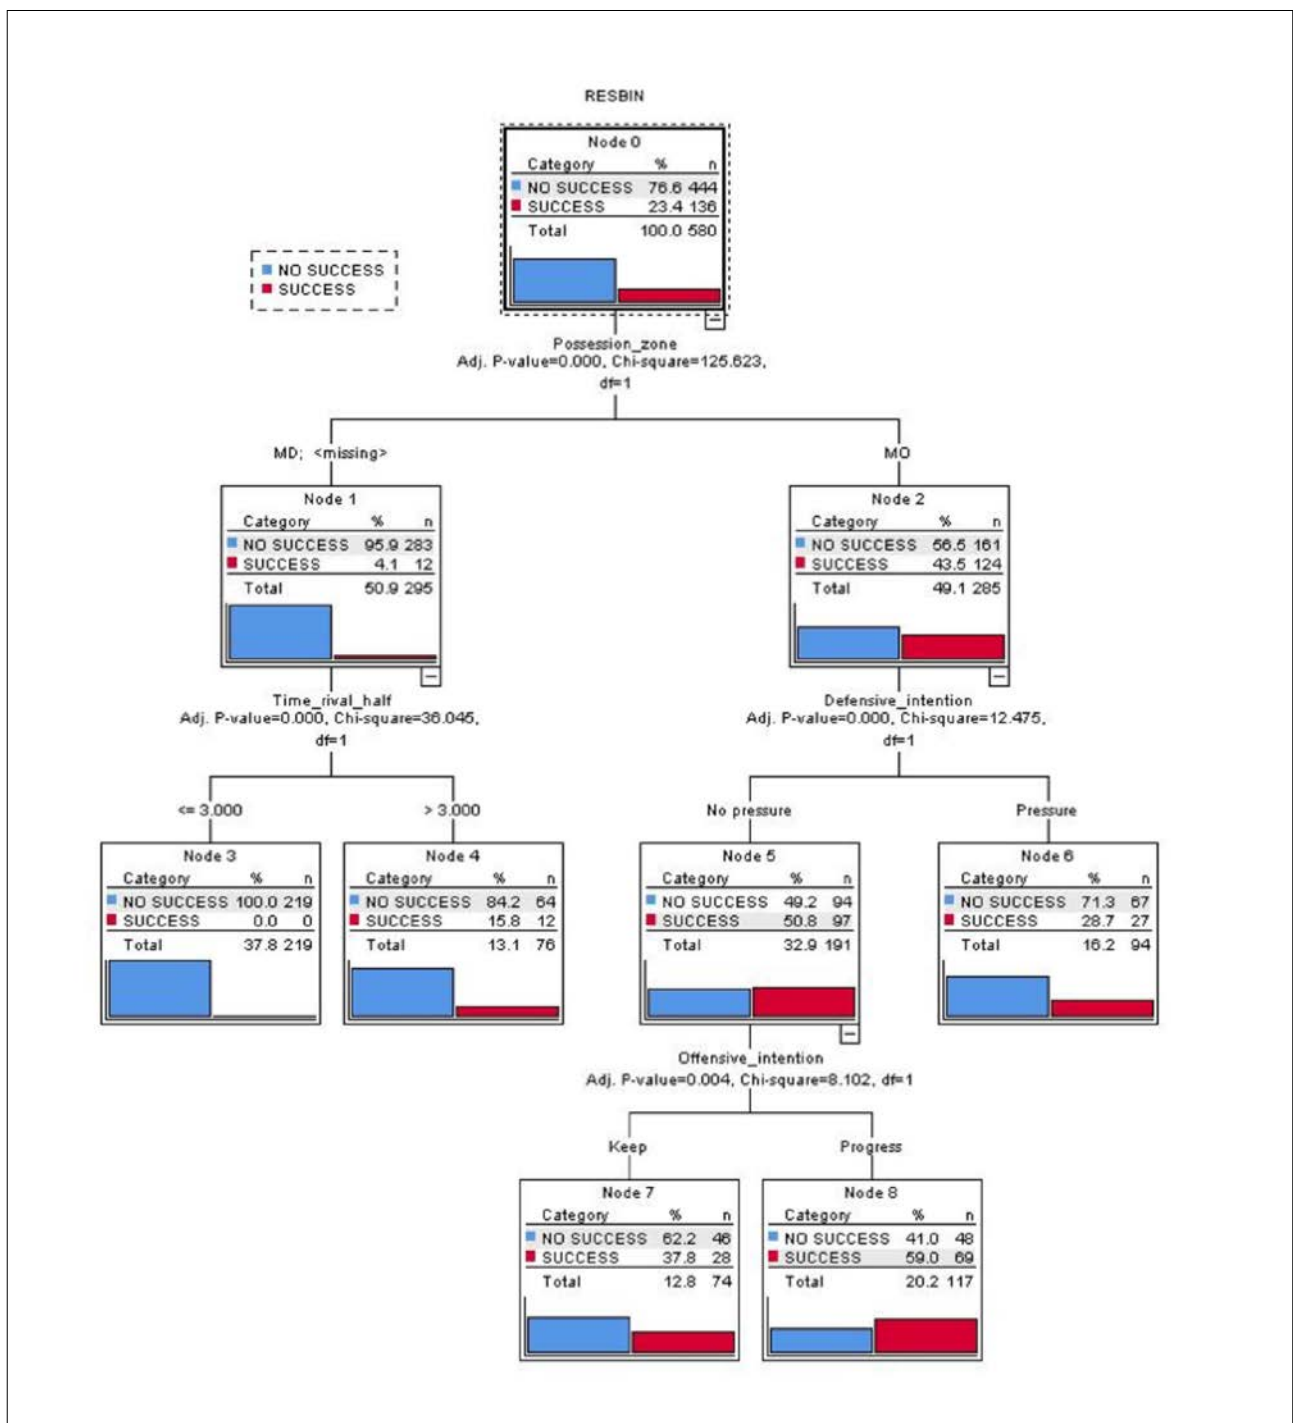 RESBIN
Node 0
Category % n
NO SUCCESS 76.6 444
SUCCESS 23.4 136
Total 100.0 580
NO SUCCESS
SUCCESS
Possession_zone
Adj. P-value=0.000, Chi-square=125.623,
df=1
MD; <missing>
MO
Node 1
Category % n
NO SUCCESS 95.9 283
SUCCESS 4.1 12
Total 50.9 295
Node 2
Category % n
NO SUCCESS 56.5 161
SUCCESS 43.5 124
Total 49.1 285
Time_rival_half
Adj. P-value=0.000, Chi-square=36.045,
df=1
Defensive_intention
Adj. P-value=0.000, Chi-square=12.475,
df=1
<= 3.000
> 3.000
No pressure
Pressure
Node 3
Category % n
NO SUCCESS 100.0 219
SUCCESS 0.0 0
Total 37.8 219
Node 4
Category % n
NO SUCCESS 84.2 64
SUCCESS 15.8 12
Total 13.1 76
Node 5
Category % n
NO SUCCESS 49.2 94
SUCCESS 50.8 97
Total 32.9 191
Node 6
Category % n
NO SUCCESS 71.3 67
SUCCESS 28.7 27
Total 16.2 94
Offensive_intention
Adj. P-value=0.004, Chi-square=8.102, df=1
Keep
Progress
Node 7
Category % n
NO SUCCESS 62.2 46
SUCCESS 37.8 28
Total 12.8 74
Node 8
Category % n
NO SUCCESS 41.0 48
SUCCESS 59.0 69
Total 20.2 117